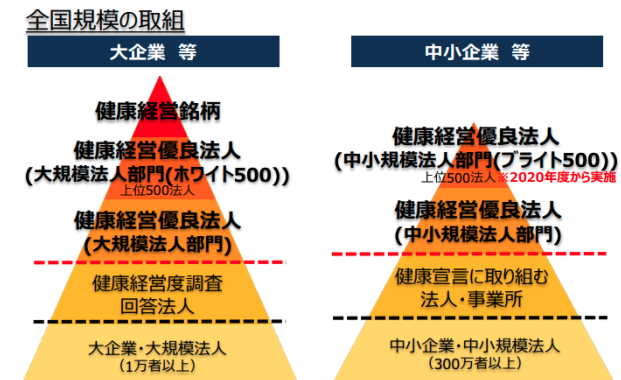 全国規模の取組
大企業 等
健康経営銘柄
健康経営優良法人
(大規模法人部門(ホワイト500))
上位500法人
健康経営優良法人
(大規模法人部門)
健康経営度調査
回答法人
大企業・大規模法人
（1万者以上）
中小企業 等
健康経営優良法人
(中小規模法人部門(ブライト500))
上位500法人※2020年度から実施
健康経営優良法人
(中小規模法人部門)
健康宣言に取り組む
法人・事業所
中小企業・中小規模法人
（300万者以上）